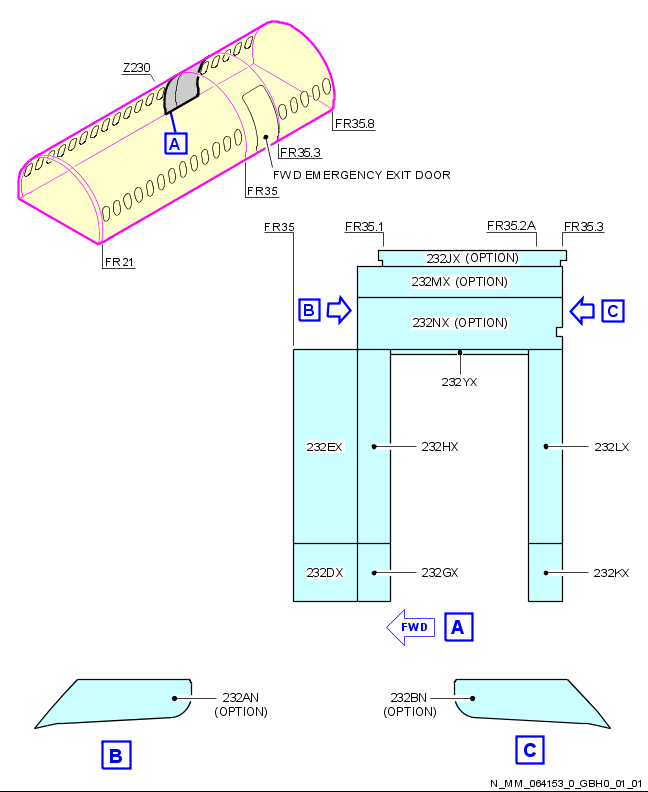 Z230
A
FR35.8
FR35.3
FWD EMERGENCY EXIT DOOR
FR35
FR21
FR35 FR35.1 FR35.2A FR35.3
232JX (OPTION)
232MX (OPTION)
B C
232NX (OPTION)
232YX
232EX 232HX 232LX
232DX 232GX 232KX
FWD A
232AN 232BN
(OPTION) (OPTION)
B C
N_MM_064153_0_GBH0_01_01